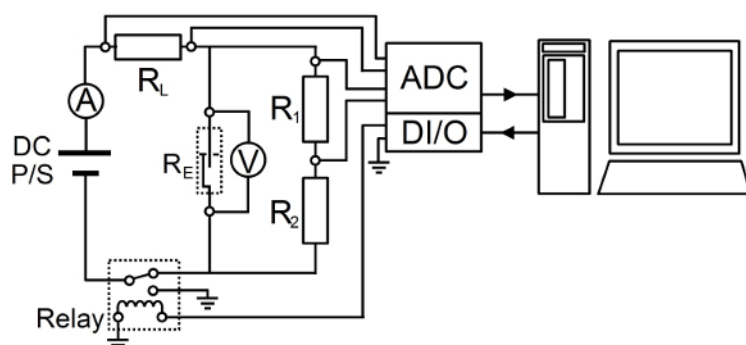 ADC
R_L
A
R_1
DI/O
DC
P/S
R_E
V
R_2
Relay